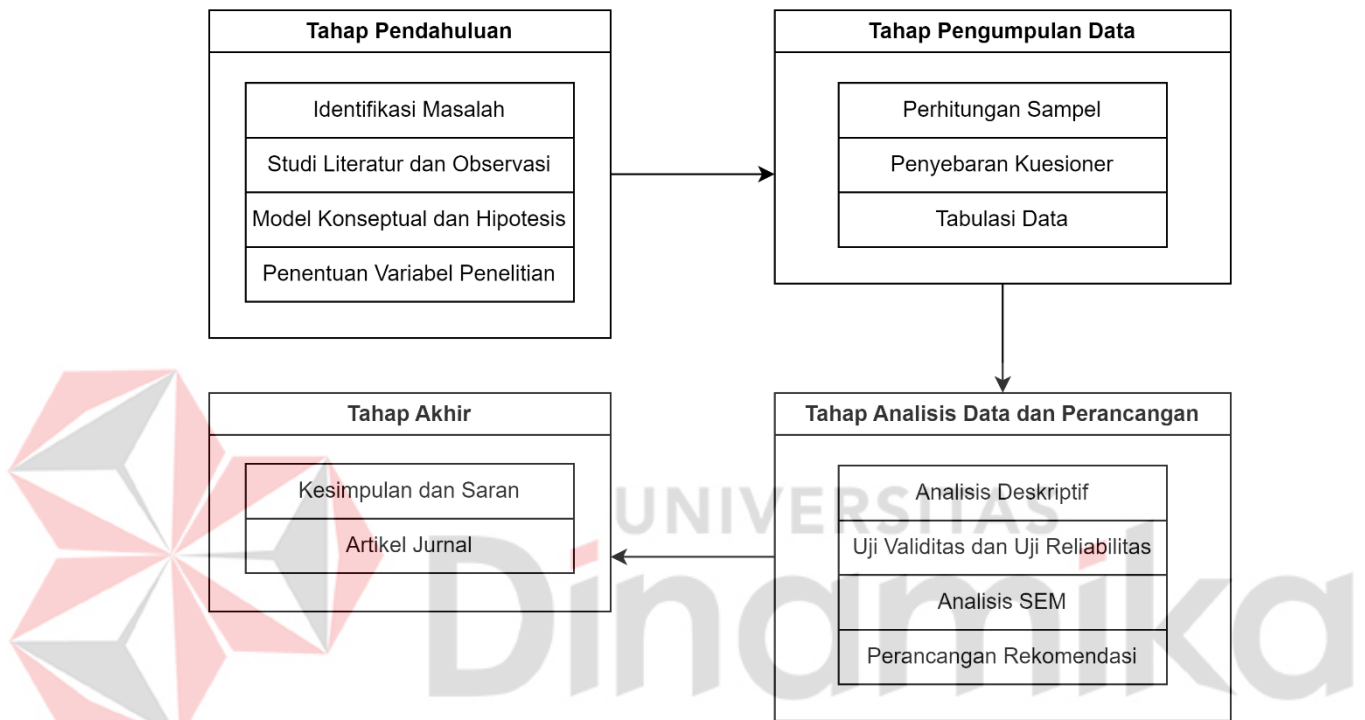 Tahap Pendahuluan
Identifikasi Masalah
Studi Literatur dan Observasi
Model Konseptual dan Hipotesis
Penentuan Variabel Penelitian
Tahap Pengumpulan Data
Perhitungan Sampel
Penyebaran Kuesioner
Tabulasi Data
Tahap Analisis Data dan Perancangan
Analisis Deskriptif
Uji Validitas dan Uji Reliabilitas
Analisis SEM
Perancangan Rekomendasi
Tahap Akhir
Kesimpulan dan Saran
Artikel Jurnal
UNIVERSITAS
Dinamika